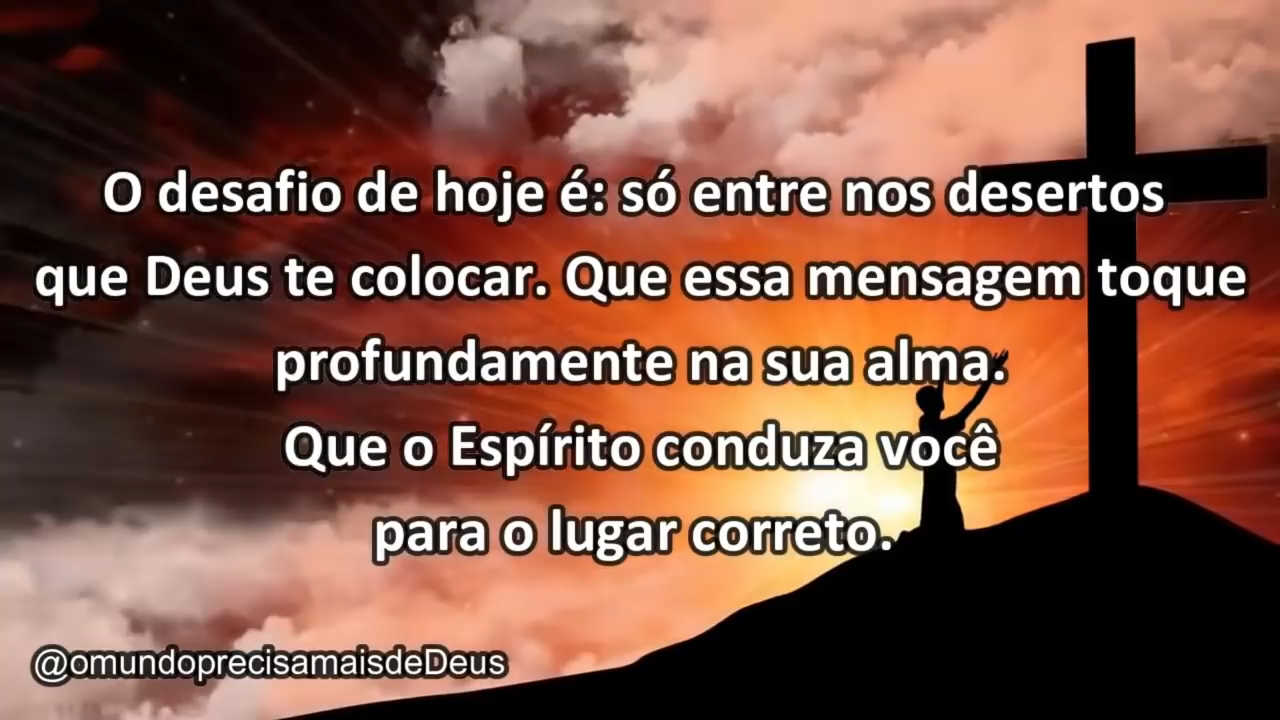 O desafio de hoje é: só entre nos desertos
que Deus te colocar. Que essa mensagem toque
profundamente na sua alma.
Que o Espírito conduza você
para o lugar correto.
@omundoprecisamaisdeDeus